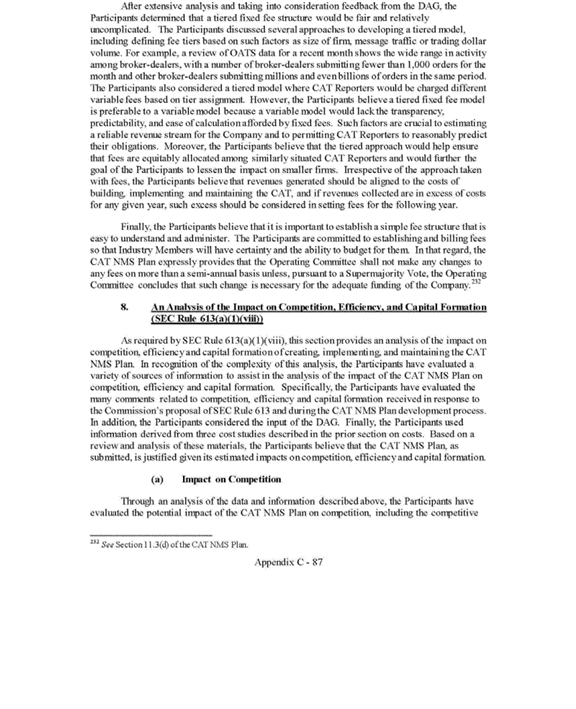 After extensive analysis and taking into consideration feedback from the DAG, the
Participants determined that a tiered fixed fee structure would be fair and relatively
uncomplicated. The Participants discussed several approaches to developing a tiered model,
including defining fee tiers based on such factors as size of firm, message traffic or trading dollar
volume. For example, a review of OATS data for a recent month shows the wide range in activity
among broker-dealers, with a number of broker-dealers submitting fewer than 1,000 orders for the
month and other broker-dealers submitting millions and even billions of orders in the same period.
The Participants also considered a tiered model where CAT Reporters would be charged different
variable fees based on tier assignment. However, the Participants believe a tiered fixed fee model
is preferable to a variable model because a variable model would lack the transparency,
predictability, and ease of calculation afforded by fixed fees. Such factors are crucial to estimating
a reliable revenue stream for the Company and to permitting CAT Reporters to reasonably predict
their obligations. Moreover, the Participants believe that the tiered approach would help ensure
that fees are equitably allocated among similarly situated CAT Reporters and would further the
goal of the Participants to lessen the impact on smaller firms. Irrespective of the approach taken
with fees, the Participants believe that revenues generated should be aligned to the costs of
building, implementing and maintaining the CAT, and if revenues collected are in excess of costs
for any given year, such excess should be considered in setting fees for the following year.
Finally, the Participants believe that it is important to establish a simple fee structure that is
easy to understand and administer. The Participants are committed to establishing and billing fees
so that Industry Members will have certainty and the ability to budget for them. In that regard, the
CAT NMS Plan expressly provides that the Operating Committee shall not make any changes to
any fees on more than a semi-annual basis unless, pursuant to a Supermajority Vote, the Operating
Committee concludes that such change is necessary for the adequate funding of the Company.232
8. An Analysis of the Impact on Competition, Efficiency, and Capital Formation
(SEC Rule 613(a)(1)(viii))
As required by SEC Rule 613(a)(1)(viii), this section provides an analysis of the impact on
competition, efficiency and capital formation of creating, implementing, and maintaining the CAT
NMS Plan. In recognition of the complexity of this analysis, the Participants have evaluated a
variety of sources of information to assist in the analysis of the impact of the CAT NMS Plan on
competition, efficiency and capital formation. Specifically, the Participants have evaluated the
many comments related to competition, efficiency and capital formation received in response to
the Commission's proposal of SEC Rule 613 and during the CAT NMS Plan development process.
In addition, the Participants considered the input of the DAG. Finally, the Participants used
information derived from three cost studies described in the prior section on costs. Based on a
review and analysis of these materials, the Participants believe that the CAT NMS Plan, as
submitted, is justified given its estimated impacts on competition, efficiency and capital formation.
(a) Impact on Competition
Through an analysis of the data and information described above, the Participants have
evaluated the potential impact of the CAT NMS Plan on competition, including the competitive
232 See Section 11.3(d) of the CAT NMS Plan.
Appendix C - 87